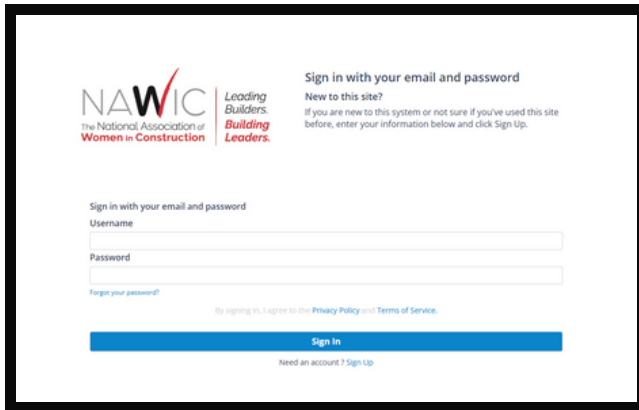 NAWIC
The National Association of
Women in Construction
Leading
Builders.
Building
Leaders.
Sign in with your email and password
New to this site?
If you are new to this system or not sure if you've used this site
before, enter your information below and click Sign Up.
Sign in with your email and password
Username
Password
Forgot your password?
By signing in, I agree to the Privacy Policy and Terms of Service.
Sign In
Need an account ? Sign Up